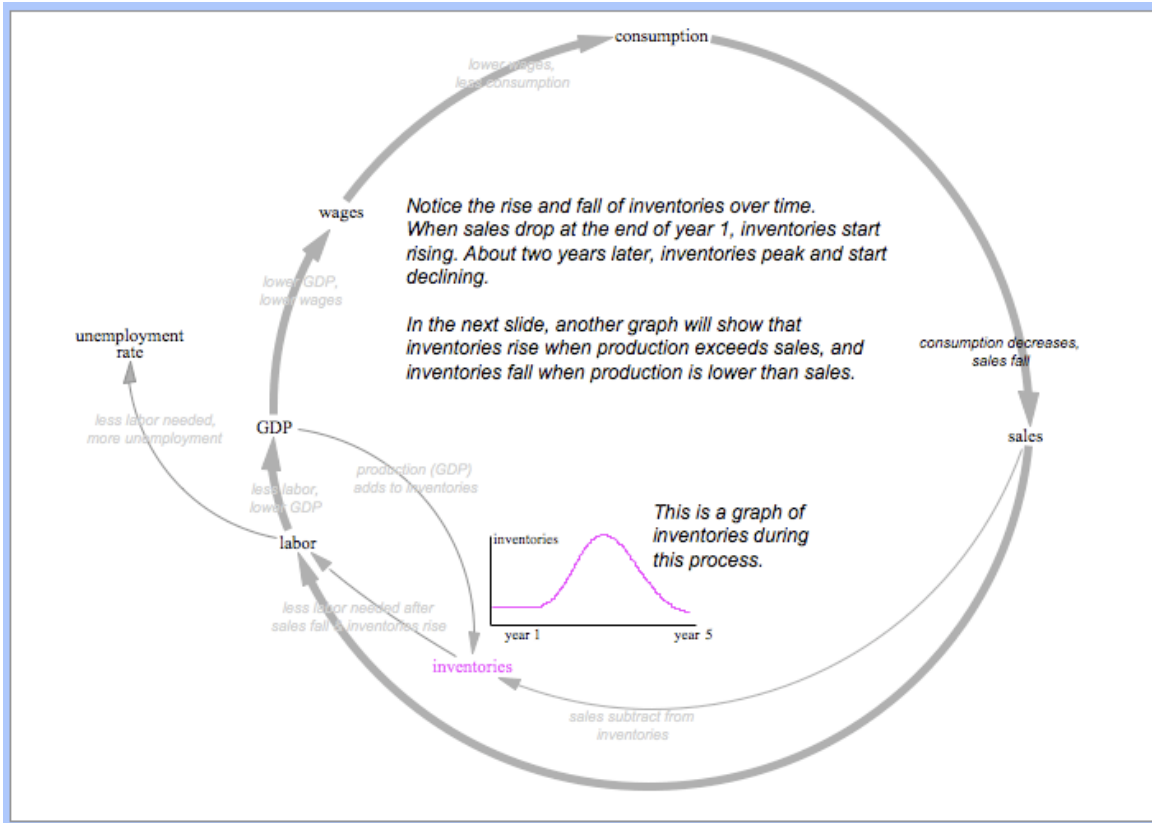 consumption
lower wages,
less consumption
wages
Notice the rise and fall of inventories over time.
When sales drop at the end of year 1, inventories start
rising. About two years later, inventories peak and start
declining.
lower GDP,
lower wages
In the next slide, another graph will show that
inventories rise when production exceeds sales, and
inventories fall when production is lower than sales.
unemployment
rate
consumption decreases,
sales fall
less labor needed,
more unemployment
GDP
sales
production (GDP)
adds to inventories
less labor,
lower GDP
This is a graph of
inventories during
this process.
labor
inventories
year 1
year 5
less labor needed after
sales fall & inventories rise
inventories
sales subtract from
inventories